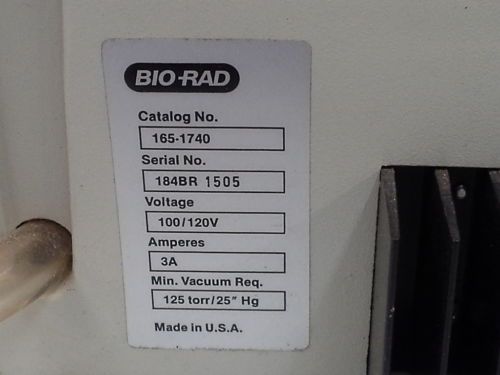 BIO-RAD
Catalog No.
165-1740
Serial No.
184BR 1505
Voltage
100/120V
Amperes
3A
Min. Vacuum Req.
125 torr/25" Hg
Made in U.S.A.